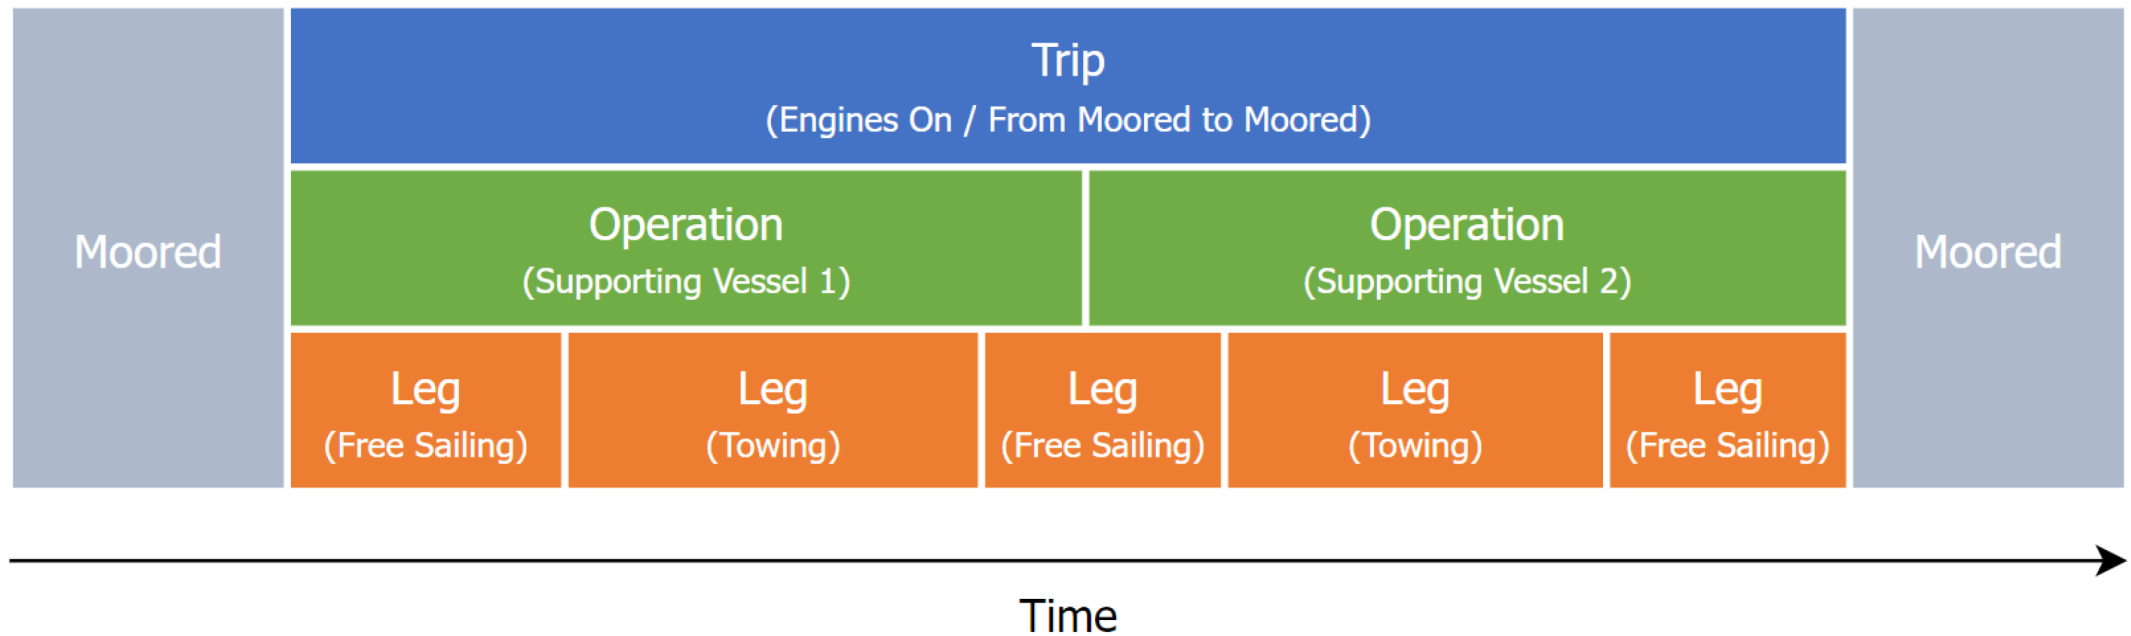 Trip
(Engines On / From Moored to Moored)
Moored
Operation
(Supporting Vessel 1)
Operation
(Supporting Vessel 2)
Moored
Leg
(Free Sailing)
Leg
(Towing)
Leg
(Free Sailing)
Leg
(Towing)
Leg
(Free Sailing)
Time